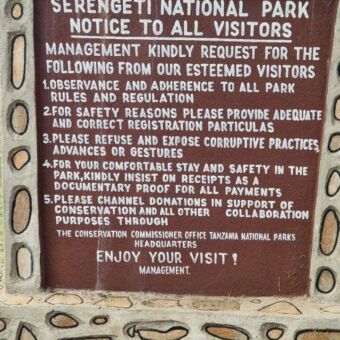 SERENGETI NATIONAL PARK
NOTICE TO ALL VISITORS
MANAGEMENT KINDLY REQUEST FOR THE
FOLLOWING FROM OUR ESTEEMED VISITORS
1.OBSERVANCE AND ADHERENCE TO ALL PARK
RULES AND REGULATION
2.FOR SAFETY REASONS PLEASE PROVIDE ADEQUATE
AND CORRECT REGISTRATION PARTICULAS
3.PLEASE REFUSE AND EXPOSE CORRUPTIVE PRACTICES,
ADVANCES OR GESTURES
4.FOR YOUR COMFORTABLE STAY AND SAFETY IN THE
PARK,KINDLY INSIST OA RECEIPTS AS A
DOCUMENTARY PROOF FOR ALL PAYMENTS
5.PLEASE CHANNEL DONATIONS IN SUPPORT OF
CONSERVATION AND ALL OTHER COLLABORATION
PURPOSES THROUGH
THE CONSERVATION COMMISSIONER OFFICE TANZAMA NATIONAL PARKS
HEADQUARTERS
ENJOY YOUR VISIT!
MANAGEMENT.